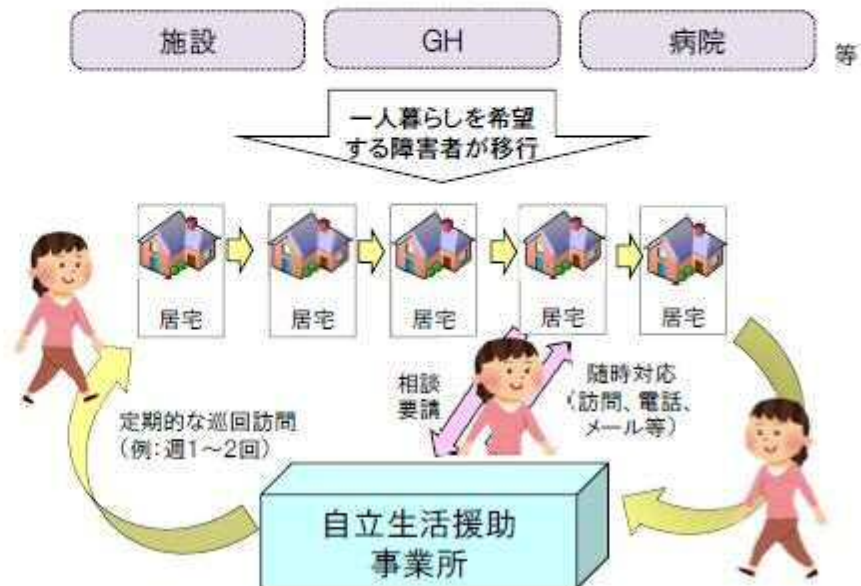 施設
GH
病院
等
一人暮らしを希望
する障害者が移行
居宅
居宅
居宅
居宅
居宅
相談
要請
随時対応
(訪問、電話、
メール等)
定期的な巡回訪問
(例:週1~2回)
自立生活援助
事業所